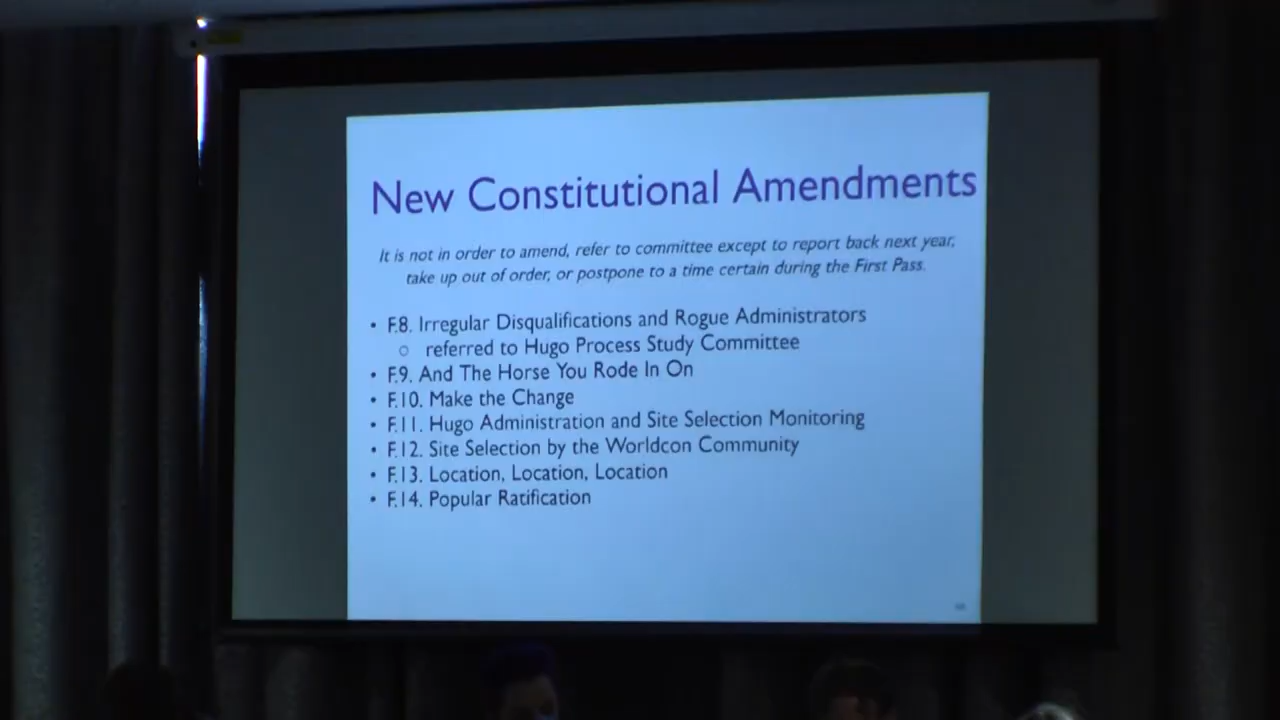 New Constitutional Amendments
It is not in order to amend, refer to committee except to report back next year,
take up out of order, or postpone to a time certain during the First Pass.
• F.8. Irregular Disqualifications and Rogue Administrators
○ referred to Hugo Process Study Committee
• F.9. And The Horse You Rode In On
• F.10. Make the Change
• F.11. Hugo Administration and Site Selection Monitoring
• F.12. Site Selection by the Worldcon Community
• F.13. Location, Location, Location
• F.14. Popular Ratification